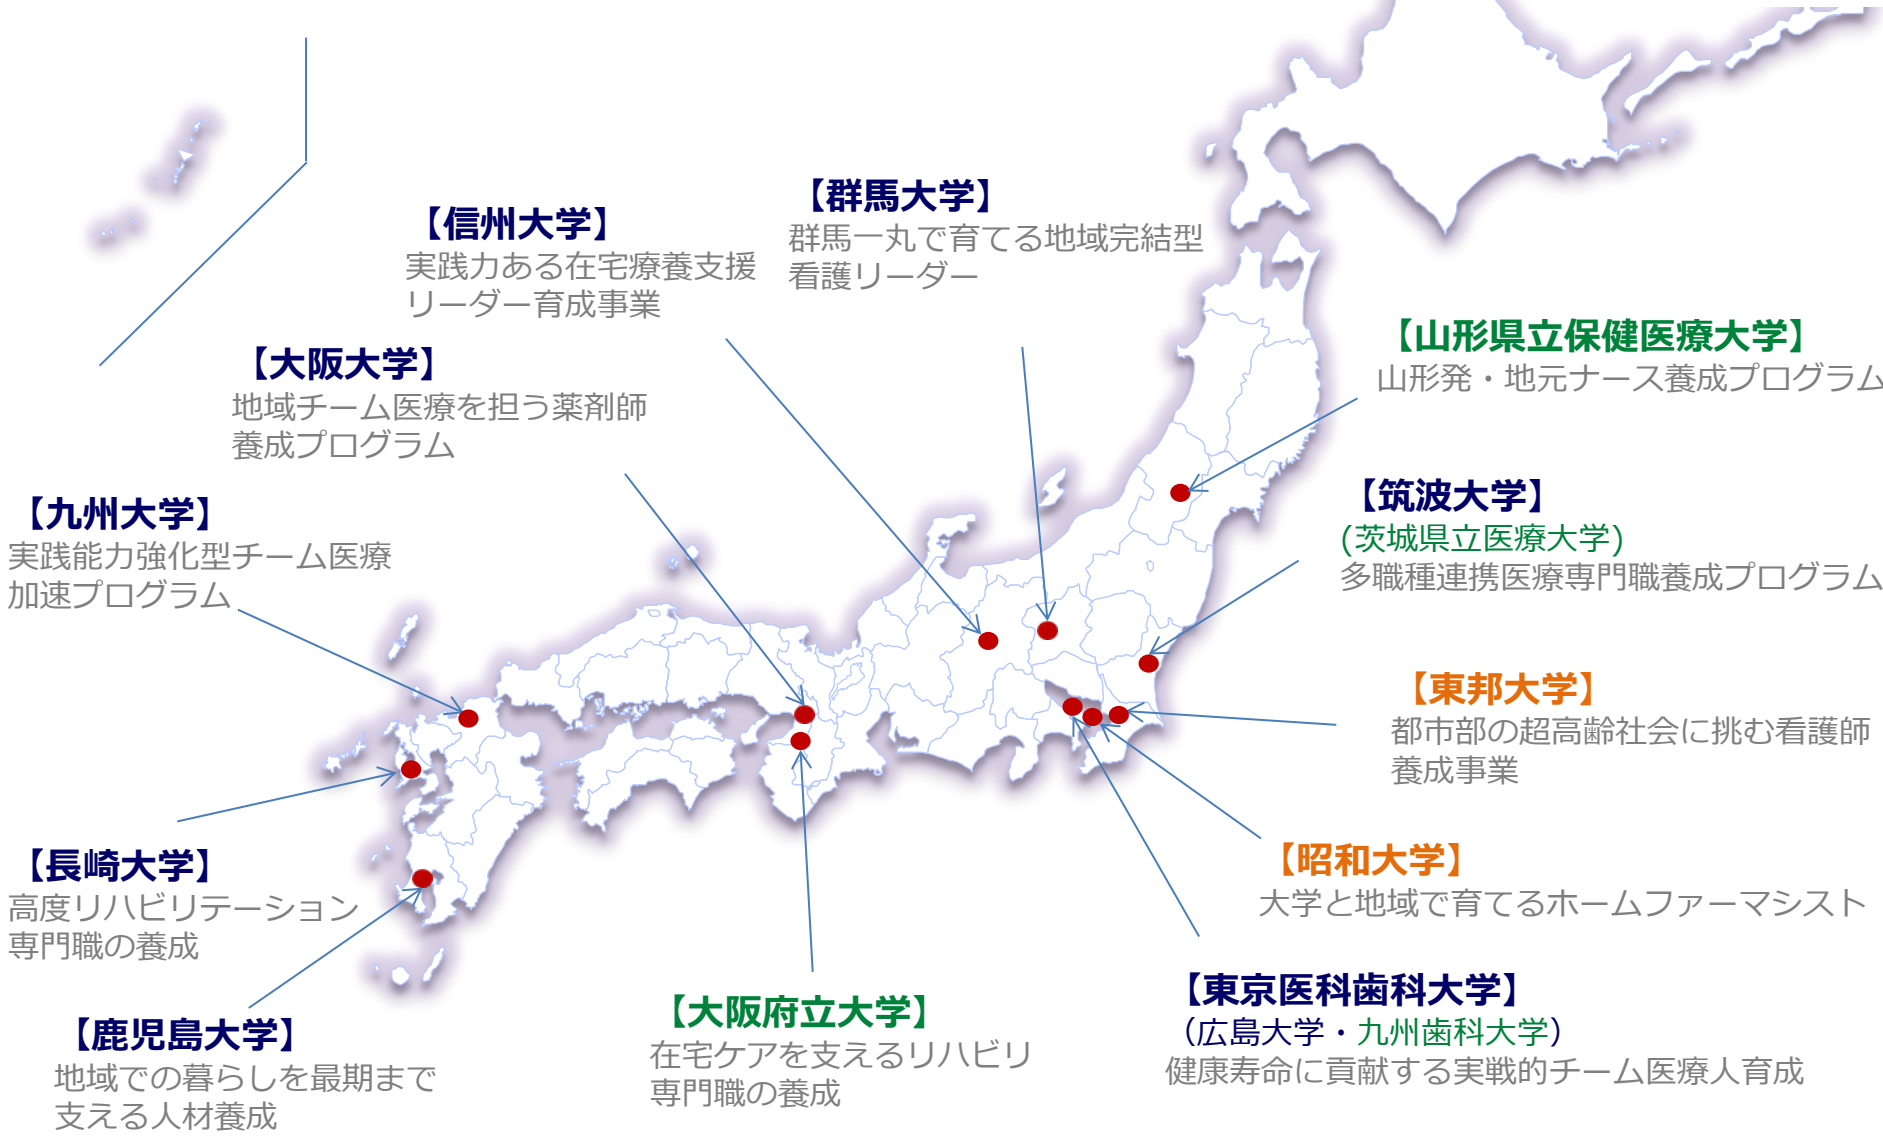 【群馬大学】
群馬一丸で育てる地域完結型
看護リーダー
【信州大学】
実践力ある在宅療養支援
リーダー育成事業
【大阪大学】
地域チーム医療を担う薬剤師
養成プログラム
【九州大学】
実践能力強化型チーム医療
加速プログラム
【長崎大学】
高度リハビリテーション
専門職の養成
【鹿児島大学】
地域での暮らしを最期まで
支える人材養成
【大阪府立大学】
在宅ケアを支えるリハビリ
専門職の養成
【山形県立保健医療大学】
山形発・地元ナース養成プログラム
【筑波大学】
(茨城県立医療大学)
多職種連携医療専門職養成プログラム
【東邦大学】
都市部の超高齢社会に挑む看護師
養成事業
【昭和大学】
大学と地域で育てるホームファーマシスト
【東京医科歯科大学】
（広島大学・九州歯科大学）
健康寿命に貢献する実戦的チーム医療人育成